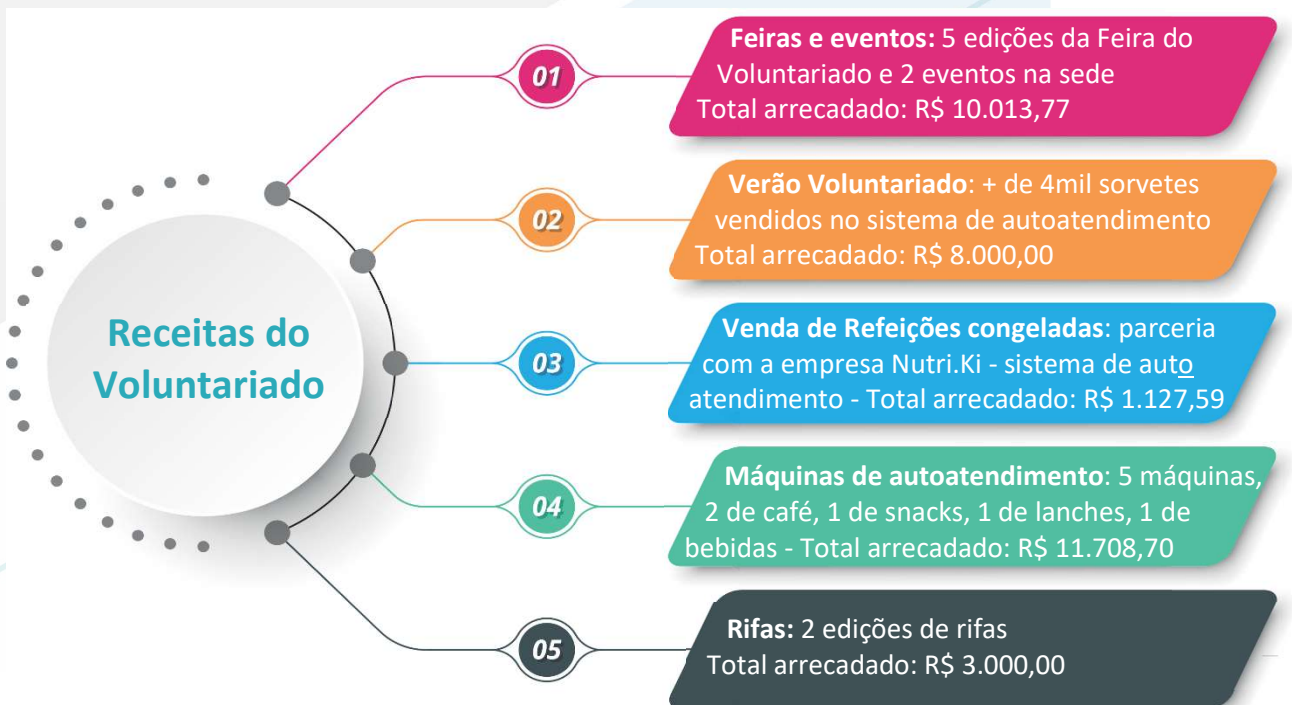 Receitas do
Voluntariado
01
Feiras e eventos: 5 edições da Feira do
Voluntariado e 2 eventos na sede
Total arrecadado: R$ 10.013,77
02
Verão Voluntariado: + de 4mil sorvetes
vendidos no sistema de autoatendimento
Total arrecadado: R$ 8.000,00
03
Venda de Refeições congeladas: parceria
com a empresa Nutri.Ki - sistema de auto
atendimento - Total arrecadado: R$ 1.127,59
04
Máquinas de autoatendimento: 5 máquinas,
2 de café, 1 de snacks, 1 de lanches, 1 de
bebidas - Total arrecadado: R$ 11.708,70
05
Rifas: 2 edições de rifas
Total arrecadado: R$ 3.000,00